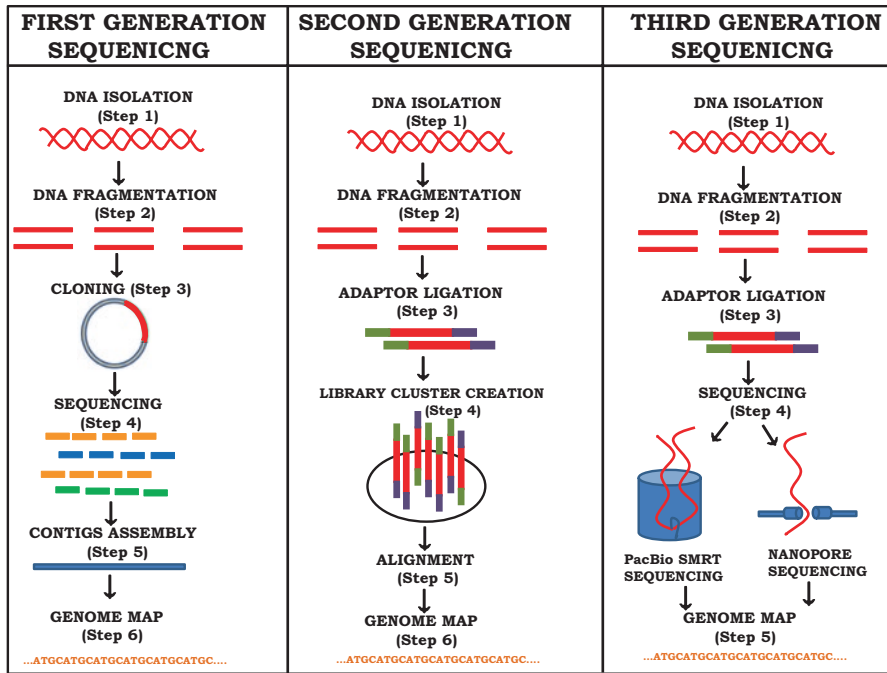 FIRST GENERATION
SEQUENICNG
DNA ISOLATION
(Step 1)
DNA FRAGMENTATION
(Step 2)
CLONING (Step 3)
SEQUENCING
(Step 4)
CONTIGS ASSEMBLY
(Step 5)
GENOME MAP
(Step 6)
...ATGCATGCATGCATGCATGCATGC....
SECOND GENERATION
SEQUENICNG
DNA ISOLATION
(Step 1)
DNA FRAGMENTATION
(Step 2)
ADAPTOR LIGATION
(Step 3)
LIBRARY CLUSTER CREATION
(Step 4)
ALIGNMENT
(Step 5)
GENOME MAP
(Step 6)
...ATGCATGCATGCATGCATGCATGC....
THIRD GENERATION
SEQUENICNG
DNA ISOLATION
(Step 1)
DNA FRAGMENTATION
(Step 2)
ADAPTOR LIGATION
(Step 3)
SEQUENCING
(Step 4)
PacBio SMRT
SEQUENCING
NANOPORE
SEQUENCING
GENOME MAP
(Step 5)
...ATGCATGCATGCATGCATGCATGC....